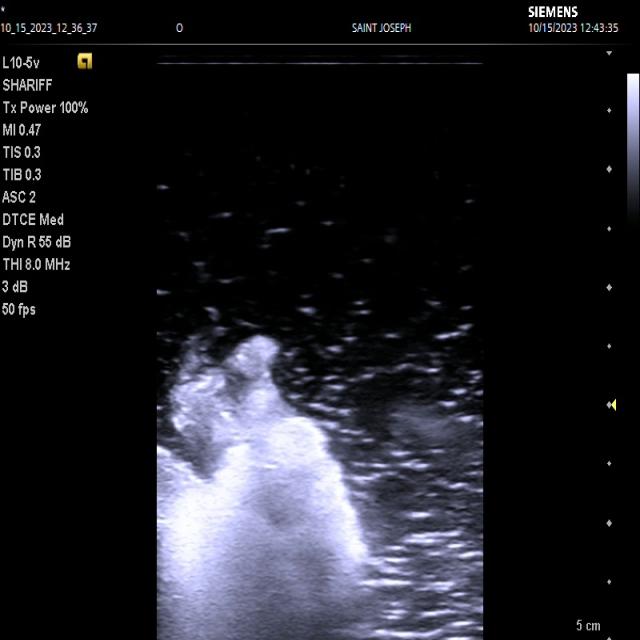 *
SIEMENS
10_15_2023_12_36_37 O SAINT JOSEPH 10/15/2023 12:43:35
L10-5v
SHARIFF
Tx Power 100%
MI 0.47
TIS 0.3
TIB 0.3
ASC 2
DTCE Med
Dyn R 55 dB
THI 8.0 MHz
3 dB
50 fps
5 cm